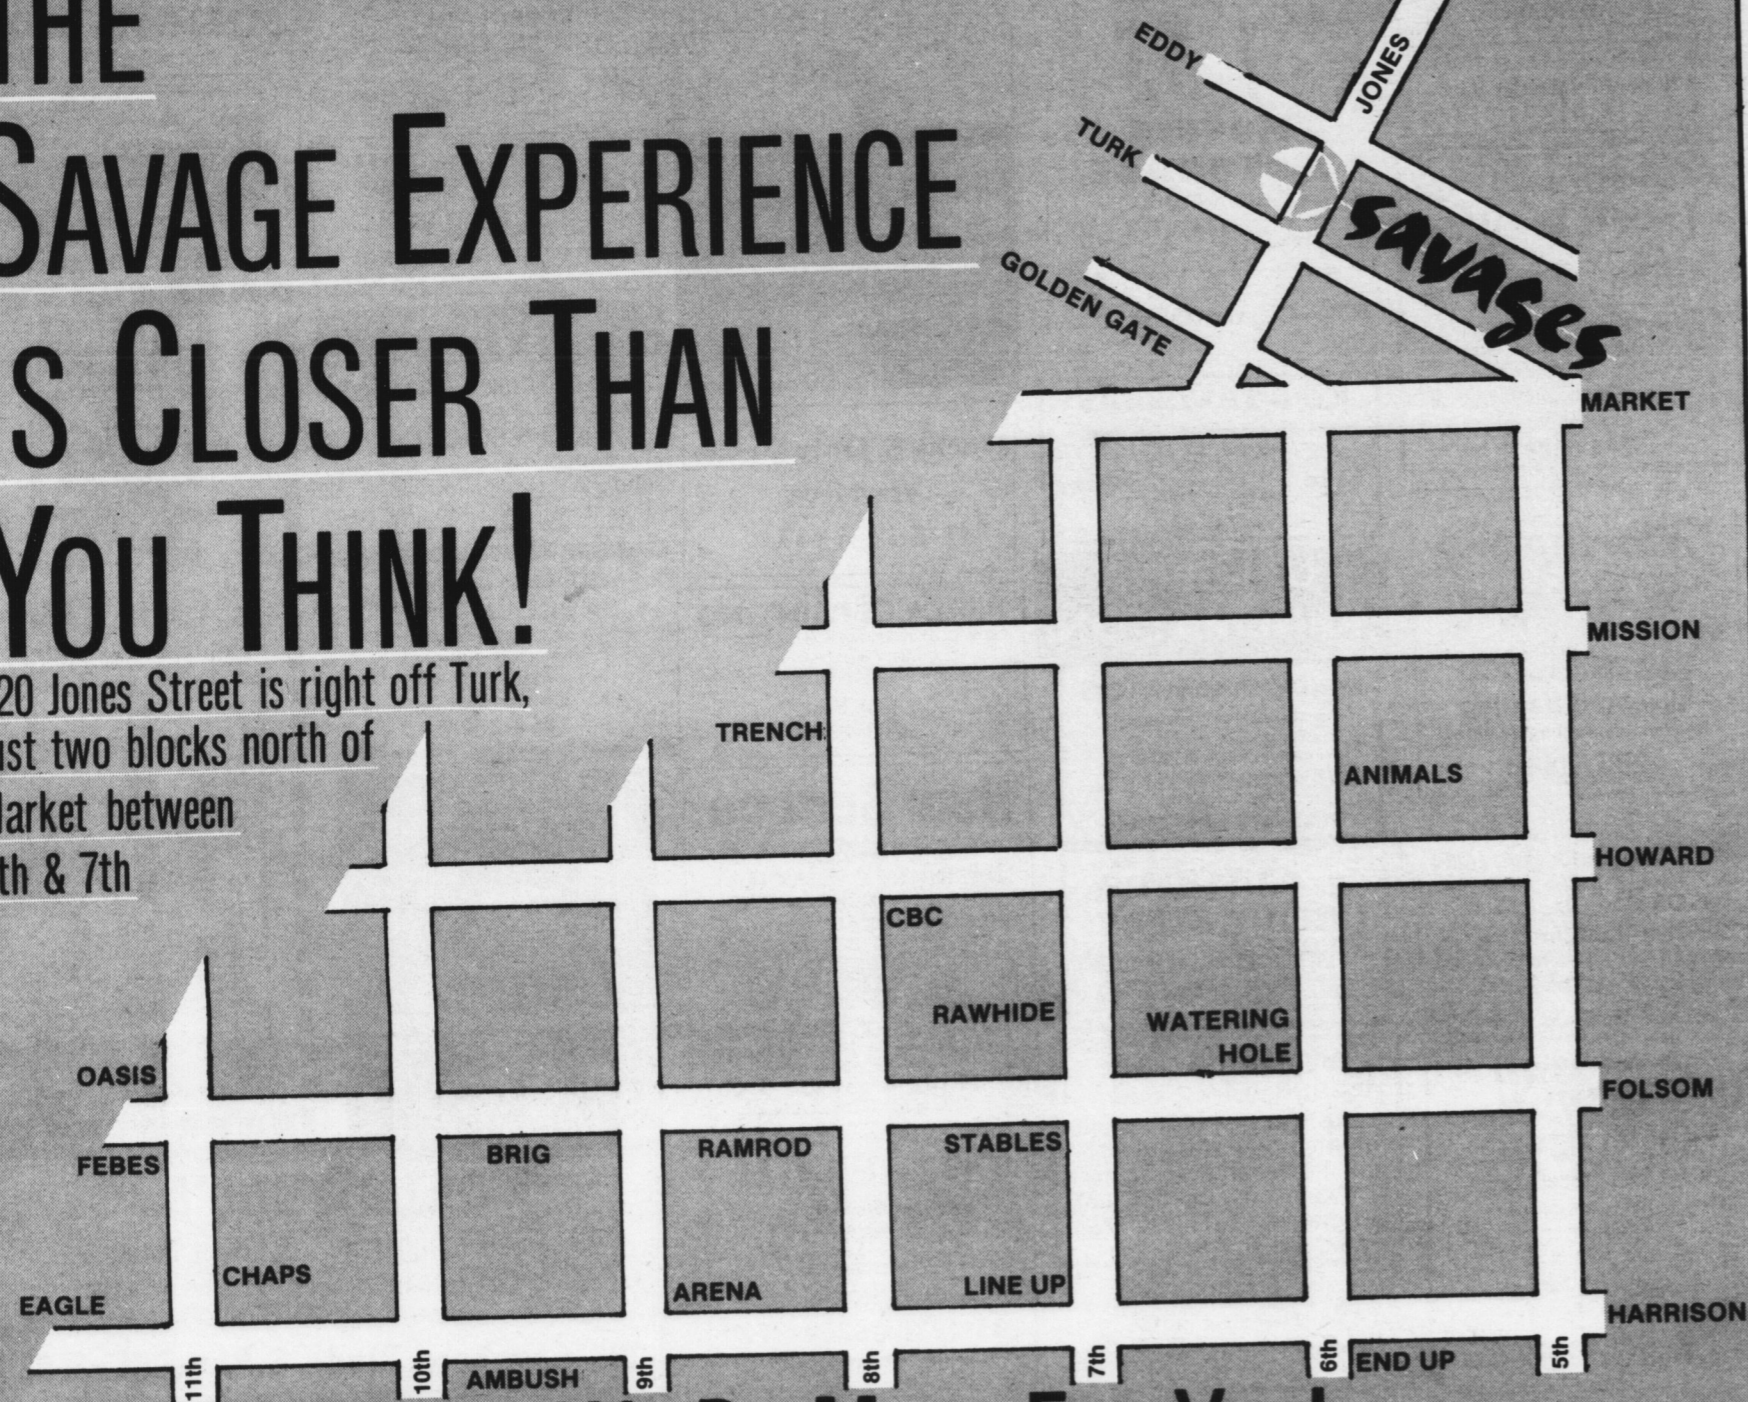 THE
SAVAGE EXPERIENCE
S CLOSER THAN
YOU THINK!
20 Jones Street is right off Turk,
ust two blocks north of
arket between
th & 7th
EDDY
JONES
TURK
savages
GOLDEN GATE
MARKET
MISSION
TRENCH
ANIMALS
HOWARD
CBC
RAWHIDE
WATERING
HOLE
OASIS
FOLSOM
FEBES
BRIG
RAMROD
STABLES
CHAPS
ARENA
LINE UP
EAGLE
HARRISON
11th
10th
AMBUSH
9th
8th
7th
6th
END UP
5th